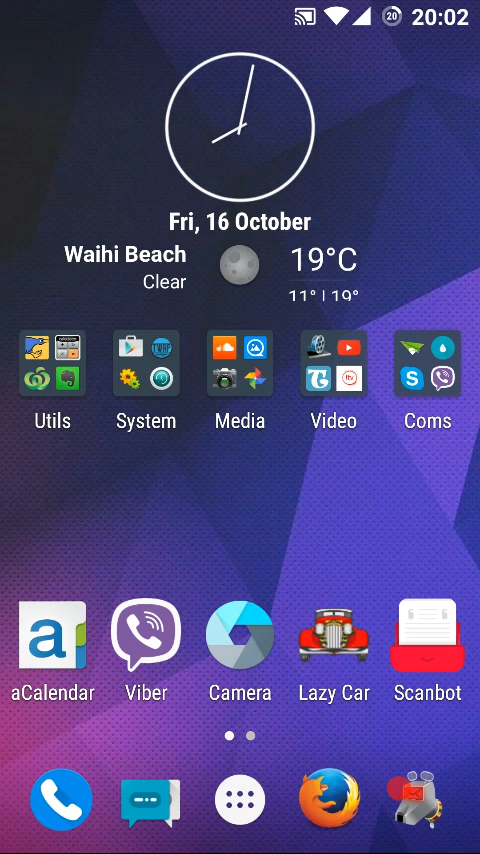 20 20:02
Fri, 16 October
Waihi Beach 19°C
Clear
11° | 19°
Utils System Media Video Coms
aCalendar Viber Camera Lazy Car Scanbot